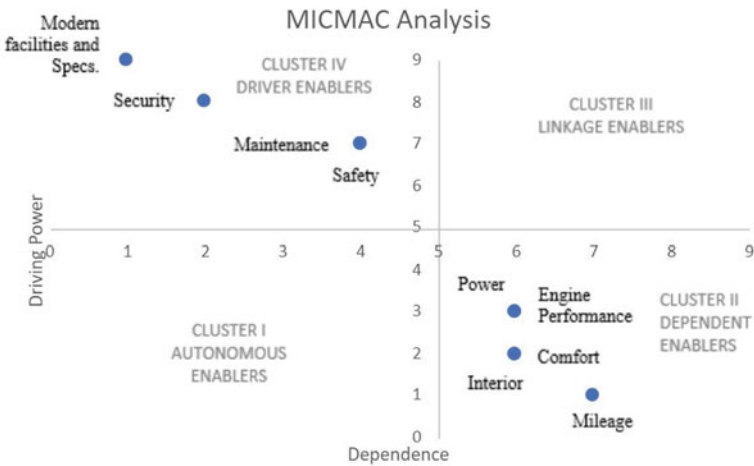 MICMAC Analysis
Modern
facilities and
Specs.
CLUSTER IV
DRIVER ENABLERS
Security
CLUSTER III
LINKAGE ENABLERS
Maintenance
Safety
9
8
7
6
5
4
3
2
1
0
Driving Power
0 1 2 3 4 5 6 7 8 9
Power
Engine
Performance
CLUSTER II
DEPENDENT
ENABLERS
CLUSTER I
AUTONOMOUS
ENABLERS
Comfort
Interior
Mileage
Dependence